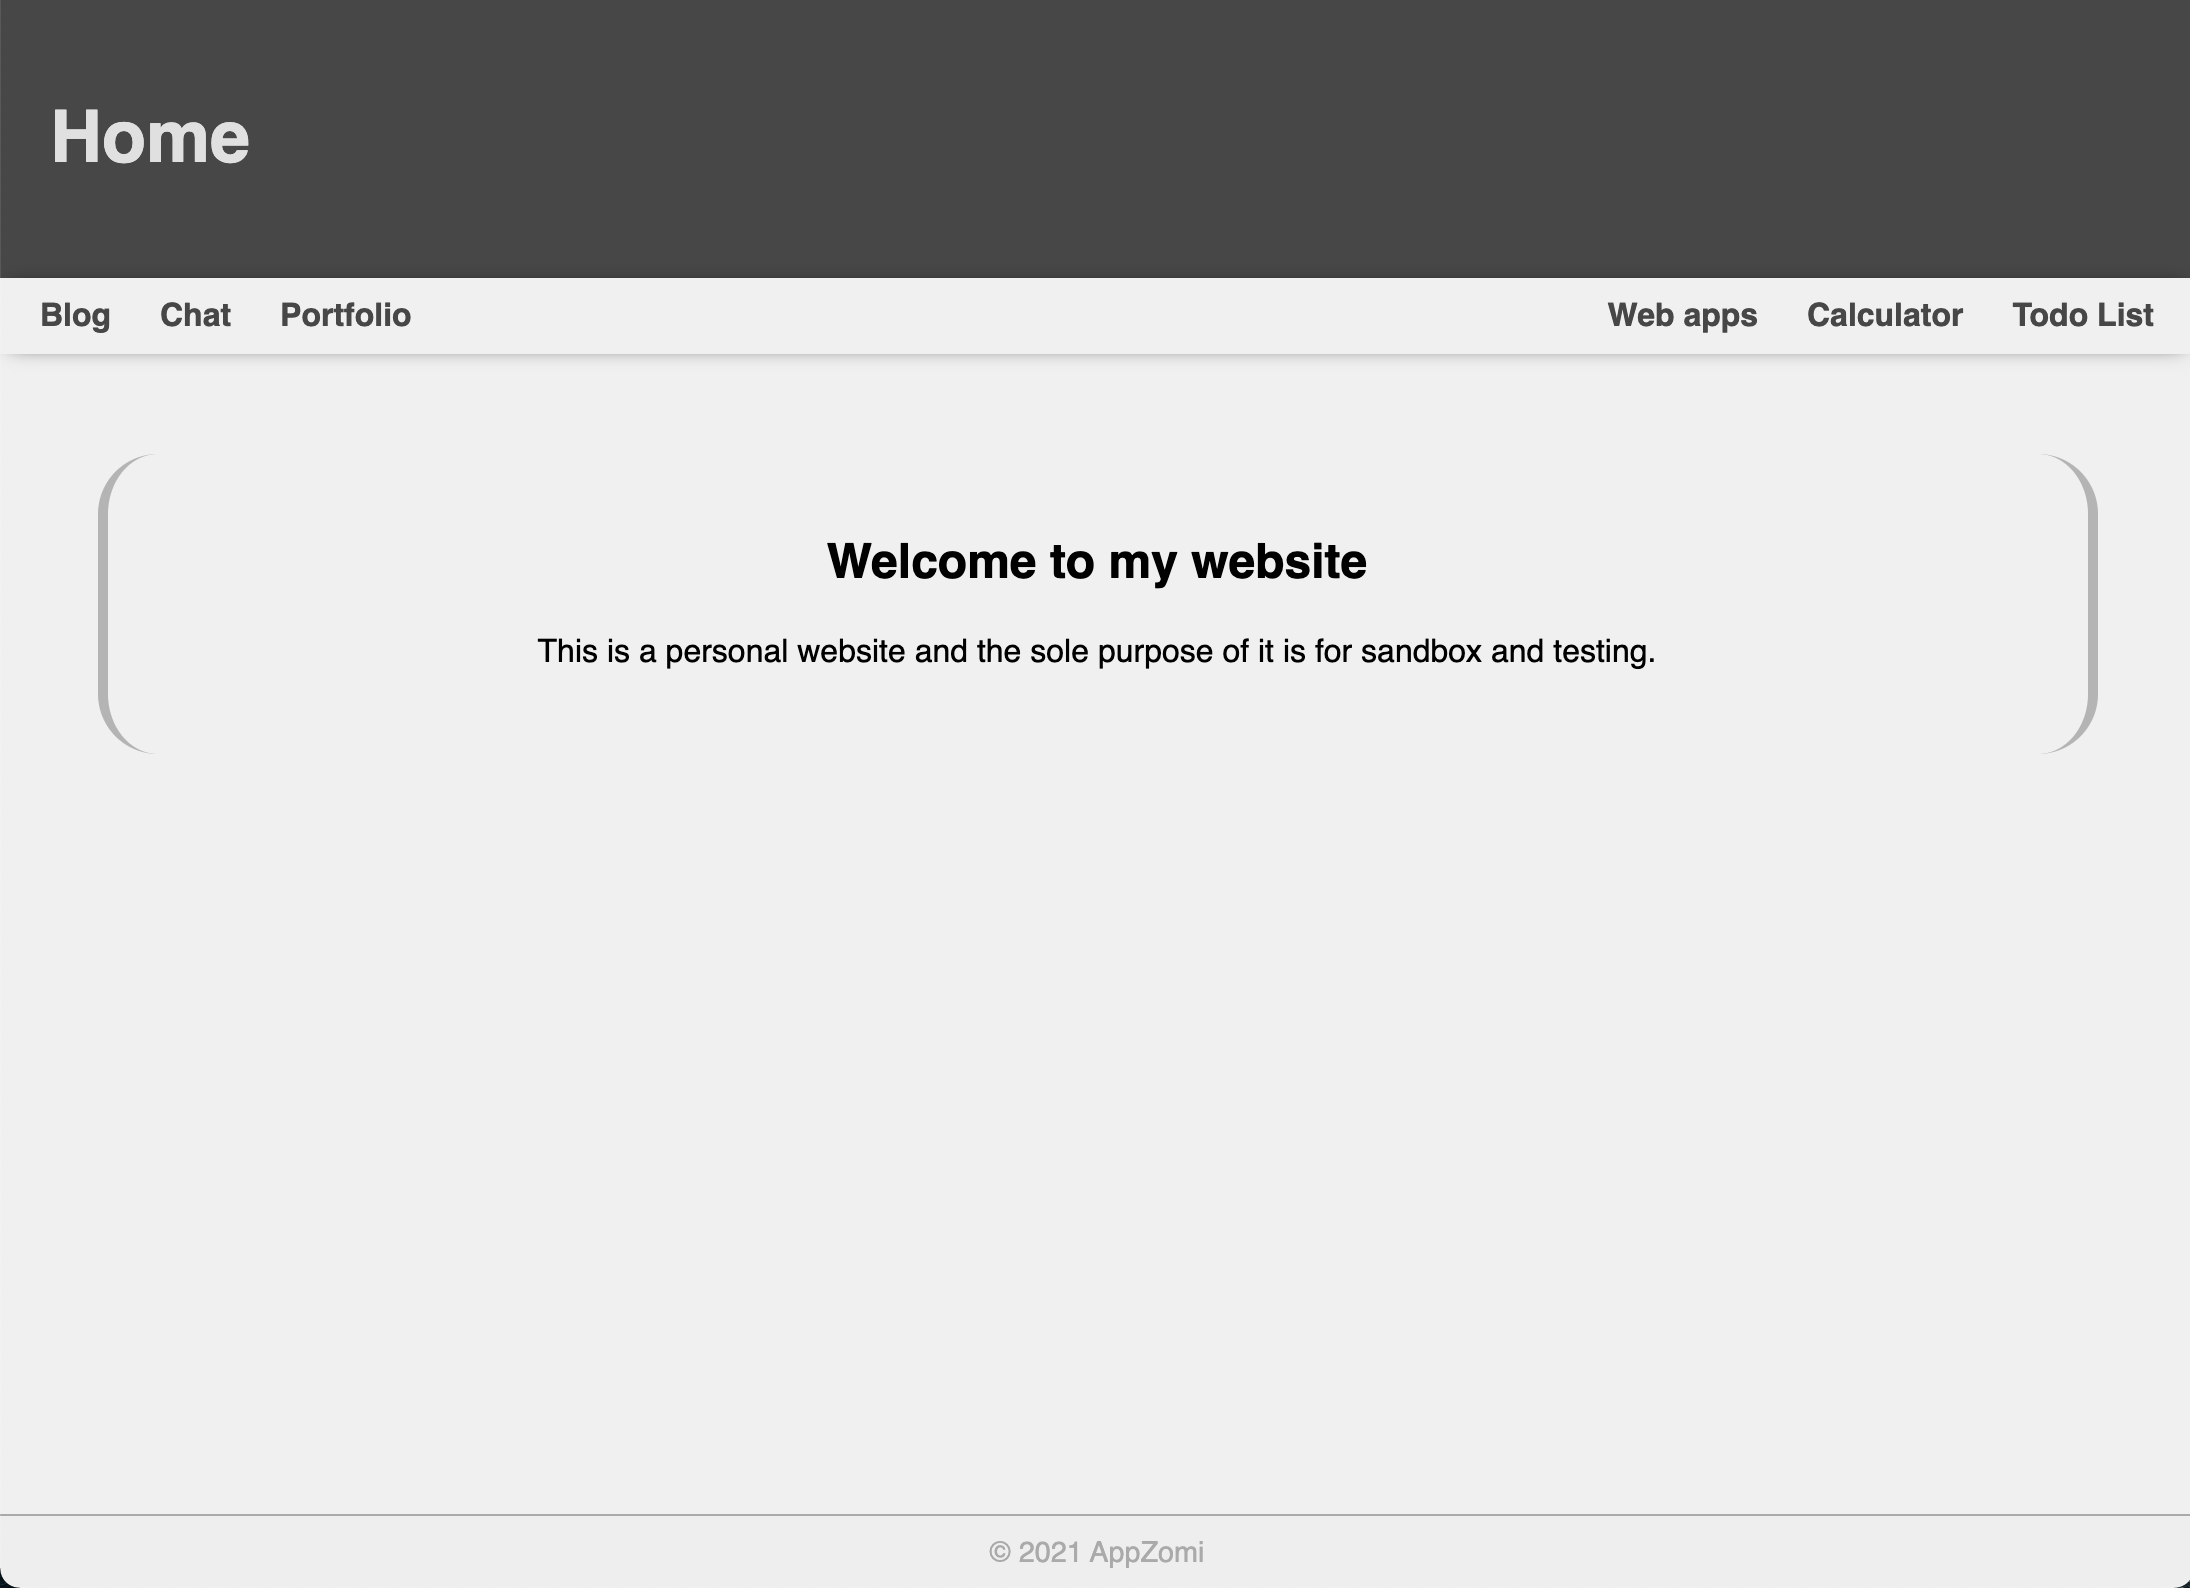 Home
Blog Chat Portfolio Web apps Calculator Todo List
Welcome to my website
This is a personal website and the sole purpose of it is for sandbox and testing.
© 2021 AppZomi